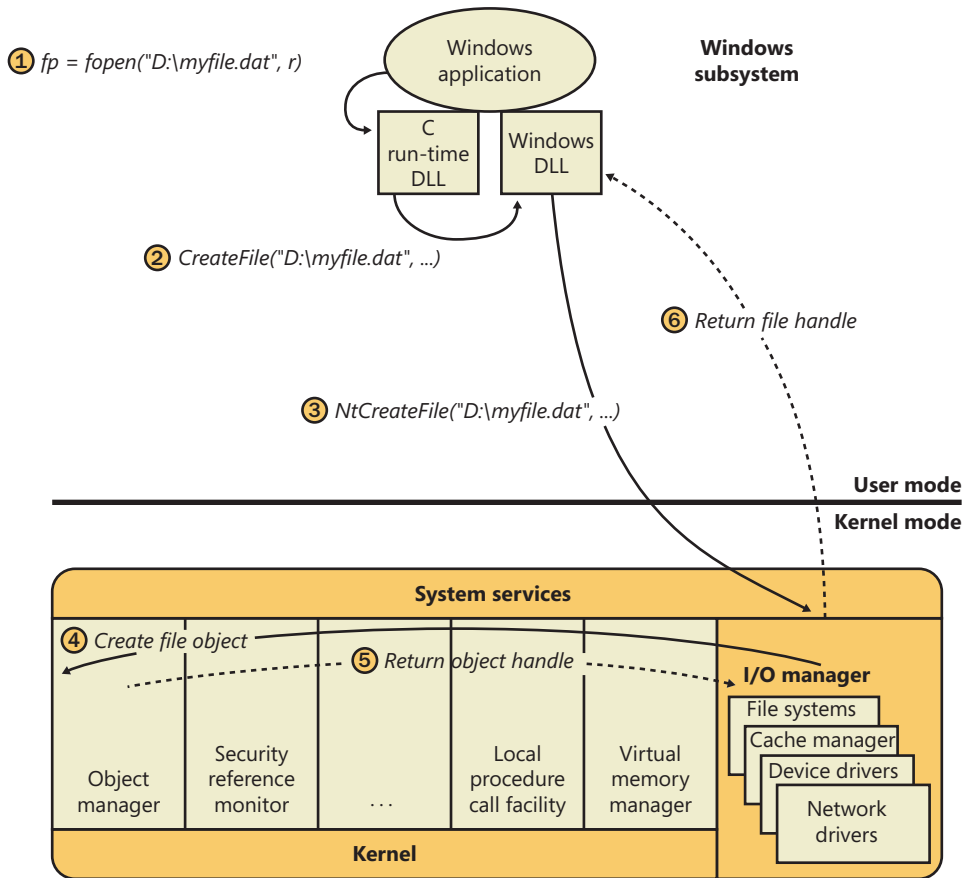 Windows
application
Windows
subsystem
1 fp = fopen("D:\myfile.dat", r)
C
run-time
DLL
Windows
DLL
2 CreateFile("D:\myfile.dat", ...)
6 Return file handle
3 NtCreateFile("D:\myfile.dat", ...)
User mode
Kernel mode
System services
4 Create file object
5 Return object handle
I/O manager
File systems
Cache manager
Device drivers
Network
drivers
Object
manager
Security
reference
monitor
...
Local
procedure
call facility
Virtual
memory
manager
Kernel